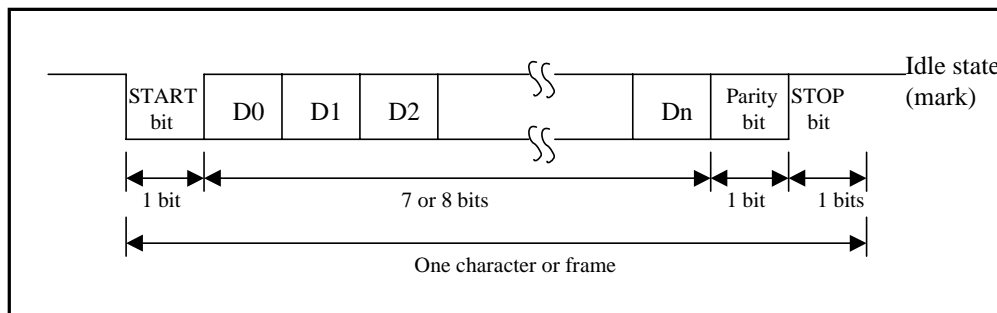 Idle state
(mark)
START
bit
D0
D1
D2
Dn
Parity
bit
STOP
bit
1 bit
7 or 8 bits
1 bit
1 bits
One character or frame